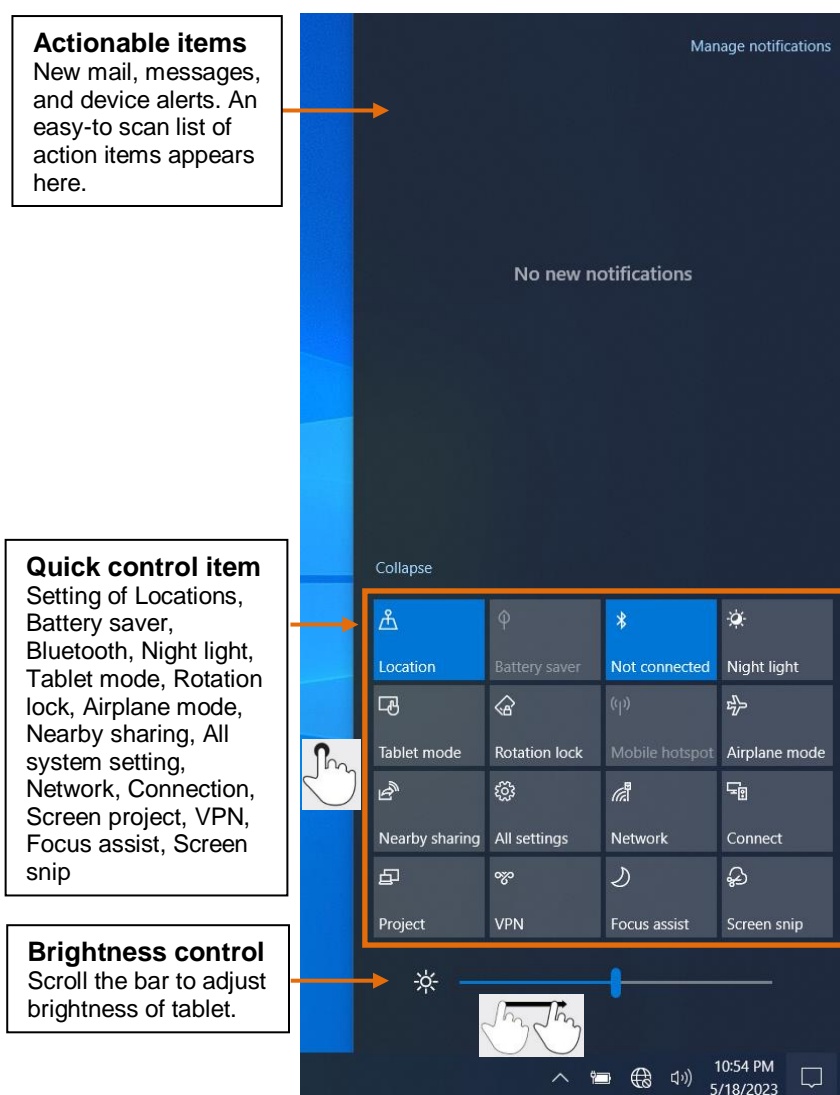 Actionable items
New mail, messages,
and device alerts. An
easy-to scan list of
action items appears
here.
Manage notifications
No new notifications
Quick control item
Setting of Locations,
Battery saver,
Bluetooth, Night light,
Tablet mode, Rotation
lock, Airplane mode,
Nearby sharing, All
system setting,
Network, Connection,
Screen project, VPN,
Focus assist, Screen
snip
Collapse
Location Battery saver Not connected Night light
Tablet mode Rotation lock Mobile hotspot Airplane mode
Nearby sharing All settings Network Connect
Project VPN Focus assist Screen snip
Brightness control
Scroll the bar to adjust
brightness of tablet.
10:54 PM
5/18/2023